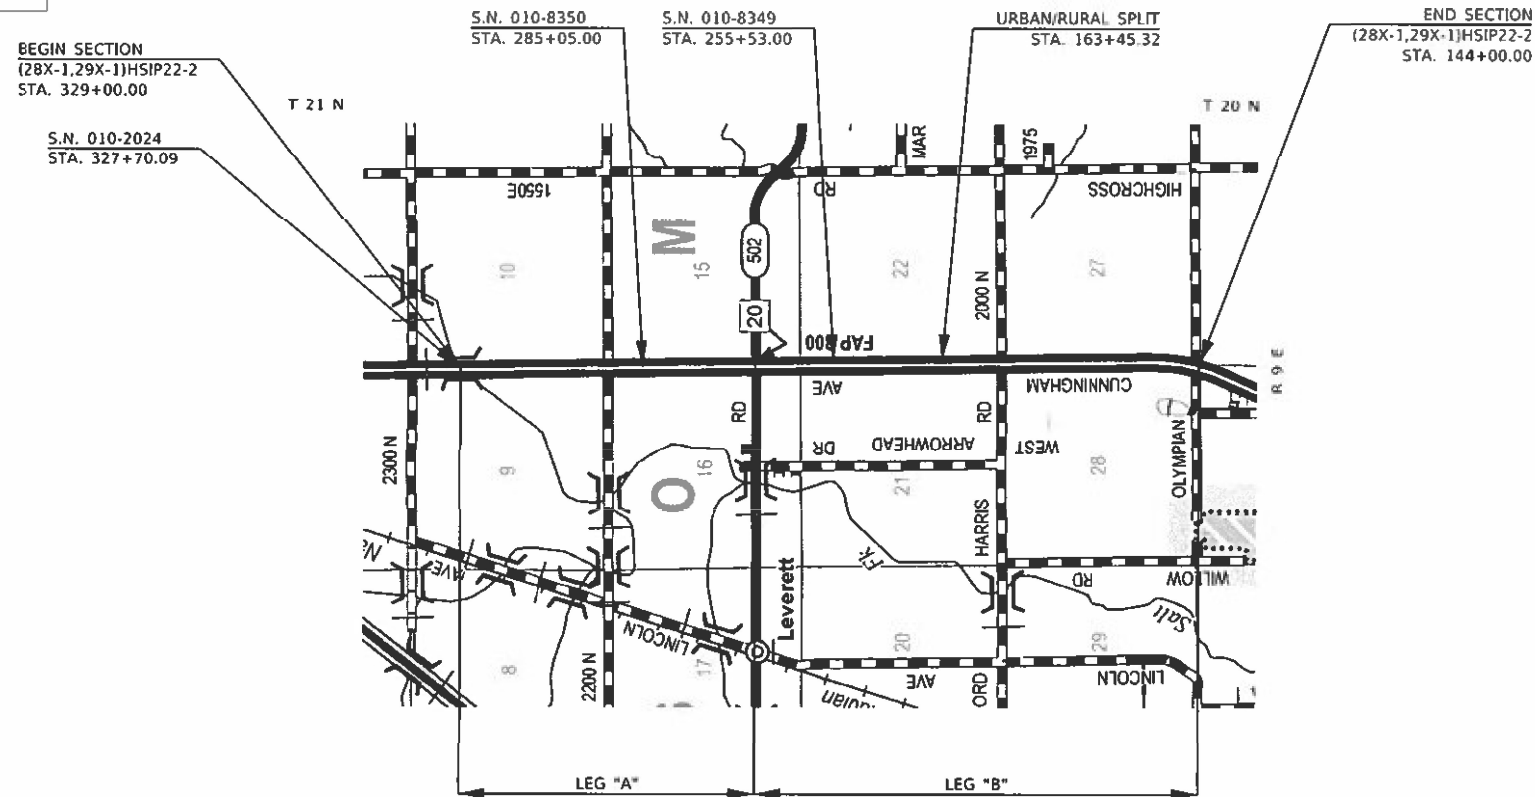 S.N. 010-8350
STA. 285+05.00
S.N. 010-8349
STA. 255+53.00
URBAN/RURAL SPLIT
STA. 163+45.32
END SECTION
(28X-1,29X-1)HSIP22-2
STA. 144+00.00
BEGIN SECTION
(28X-1,29X-1)HSIP22-2
STA. 329+00.00
T 21 N
T 20 N
S.N. 010-2024
STA. 327+70.09
MAR
1975
1550E
RD
HIGHCROSS
M
10
15
502
22
2000 N
27
20
FAP 800
R 9 E
AVE
CUNNINGHAM
RD
RD
2300 N
DR
ARROWHEAD
WEST
OLYMPIAN
9
16
O
21
28
HARRIS
Na
AVE
Fk
RD
WILLOW
Leverett
Salt
LINCOLN
8
2200 N
17
20
29
AVE
ORD
LINCOLN
dian
LEG "A"
LEG "B"